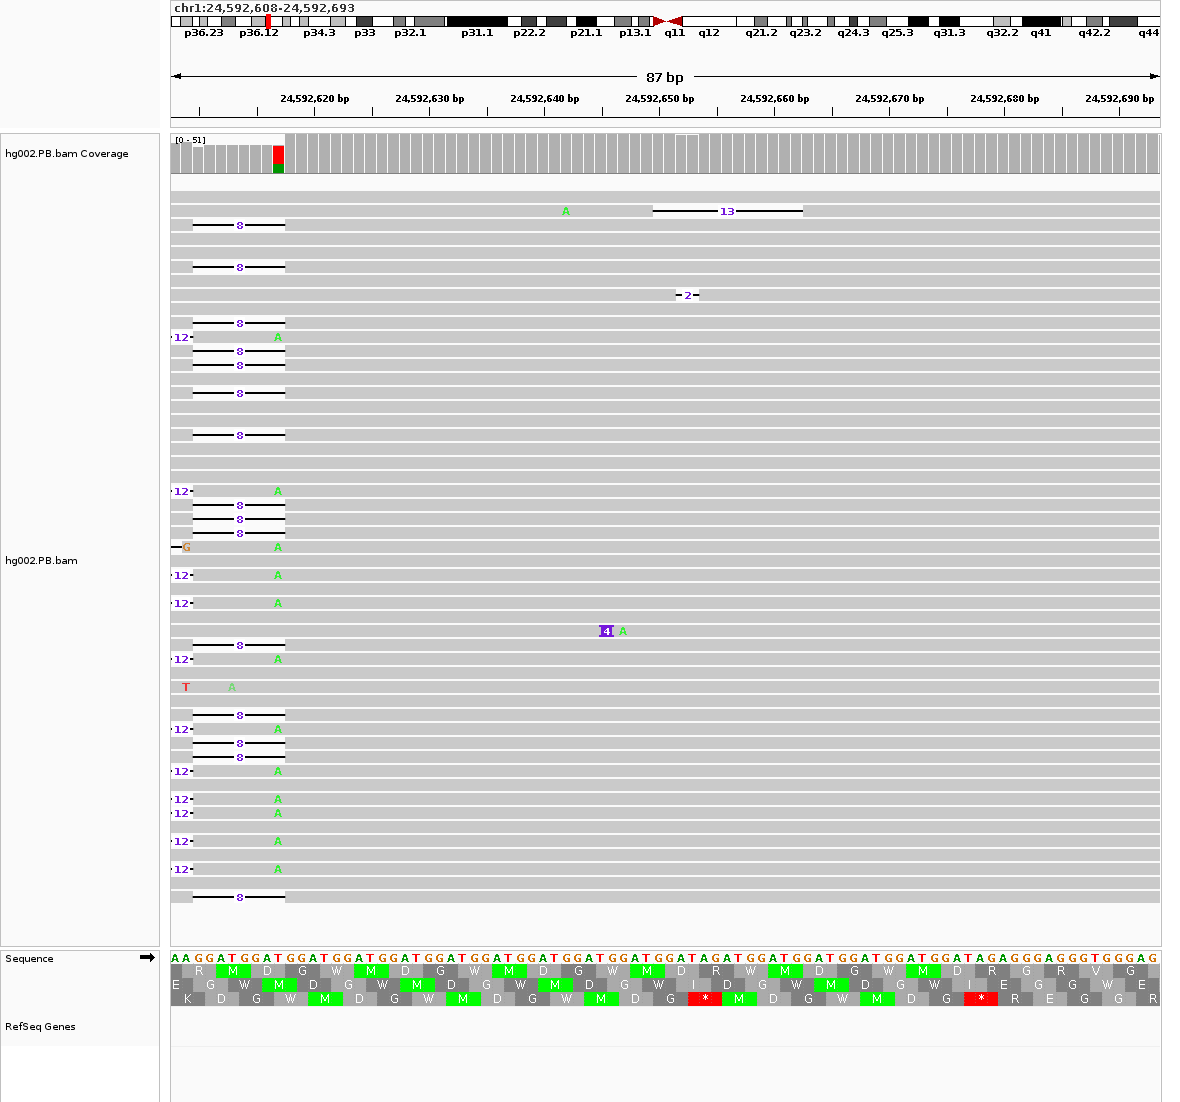 chr1:24,592,608-24,592,693
p36.23 p36.12 p34.3 p33 p32.1 p31.1 p22.2 p21.1 p13.1 q11 q12 q21.2 q23.2 q24.3 q25.3 q31.3 q32.2 q41 q42.2 q44
87 bp
24,592,620 bp 24,592,630 bp 24,592,640 bp 24,592,650 bp 24,592,660 bp 24,592,670 bp 24,592,680 bp 24,592,690 bp
[0 - 51]
hg002.PB.bam Coverage
A 13
8
8
2
8
12 A
8
8
8
8
12 A
8
8
8
G A
hg002.PB.bam
12 A
12 A
4 A
8
12 A
T A
8
12 A
8
8
12 A
12 A
12 A
12 A
12 A
8
Sequence
A A G G A T G G A T G G A T G G A T G G A T G G A T G G A T G G A T G G A T G G A T G G A T A G A T G G A T G G A T G G A T G G A T G G A T A G A G G G A G G G T G G G A G
R M D G W M D G W M D G W M D R W M D G W M D R G R V G
E G W M D G W M D G W M D G W I D G W M D G W I E G G W E
K D G W M D G W M D G W M D G * M D G W M D G * R E G G R
RefSeq Genes